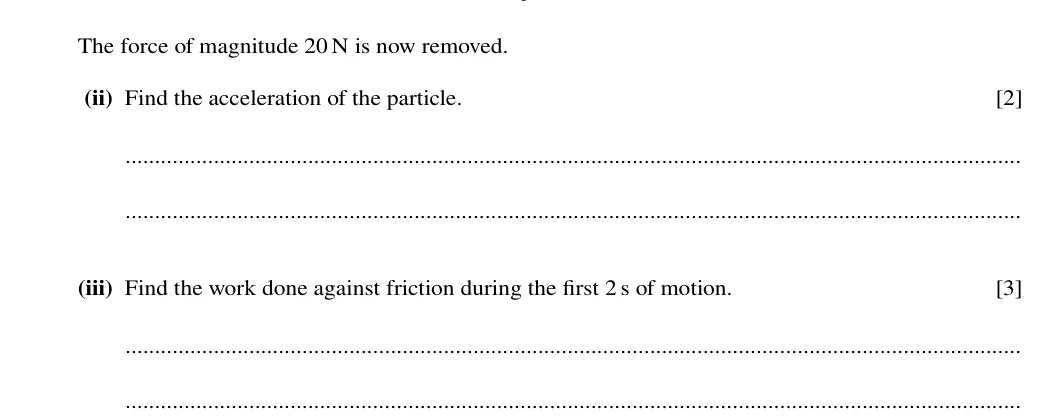 The force of magnitude 20 N is now removed.
(ii) Find the acceleration of the particle. [2]
(iii) Find the work done against friction during the first 2 s of motion. [3]